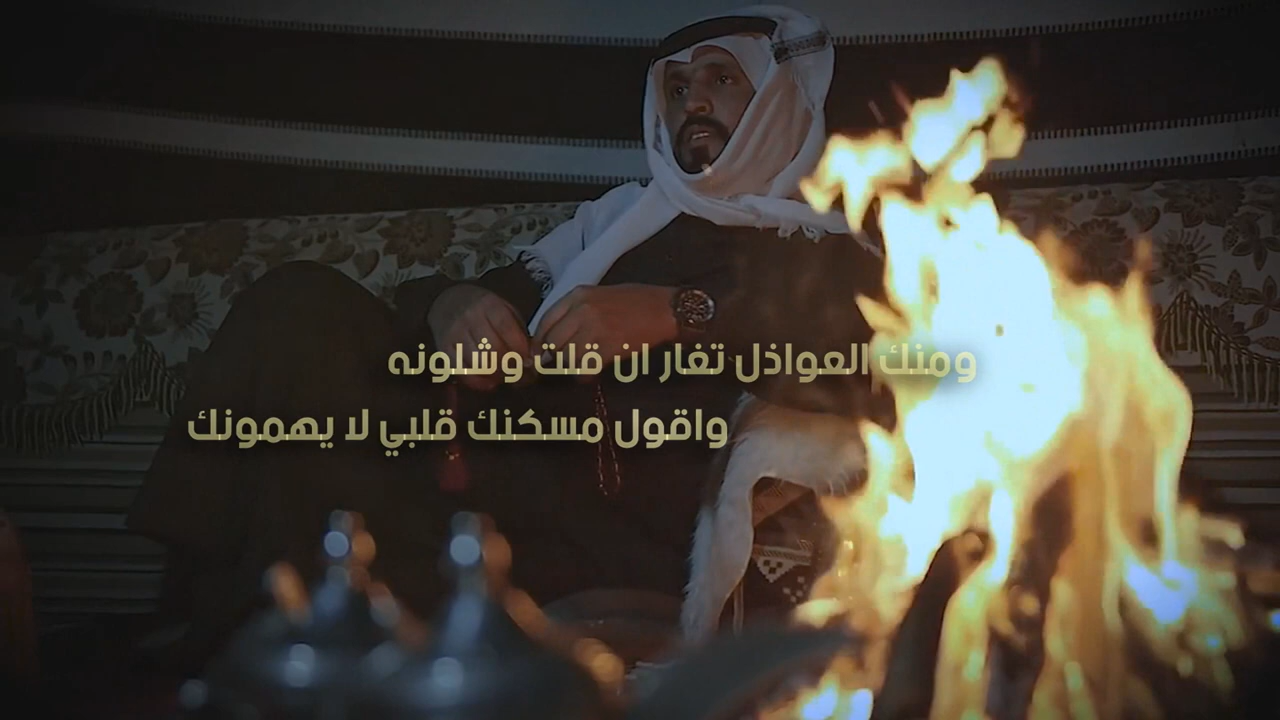 ومنك العواذل تغار ان قلت وشلونه
واقول مسكنك قلبي لا يهمونك